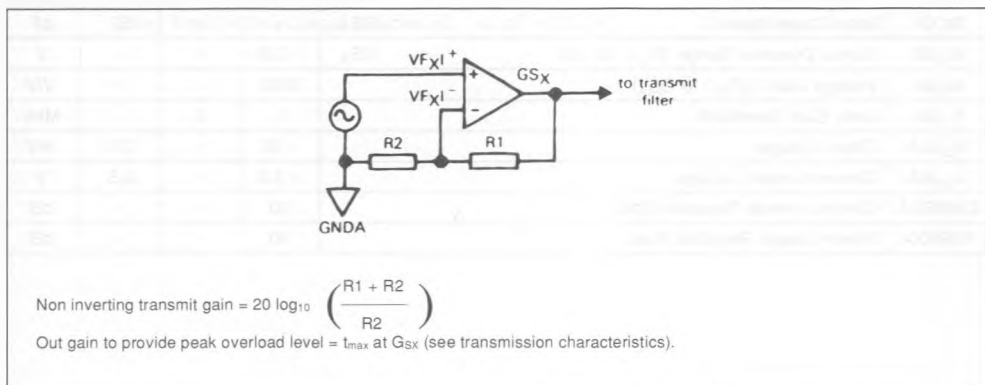 VFXI+
GSX
to transmit
filter
VFXI-
R2
R1
GNDA
Non inverting transmit gain = 20 log10 (R1 + R2 / R2)
Out gain to provide peak overload level = tmax at GSX (see transmission characteristics).